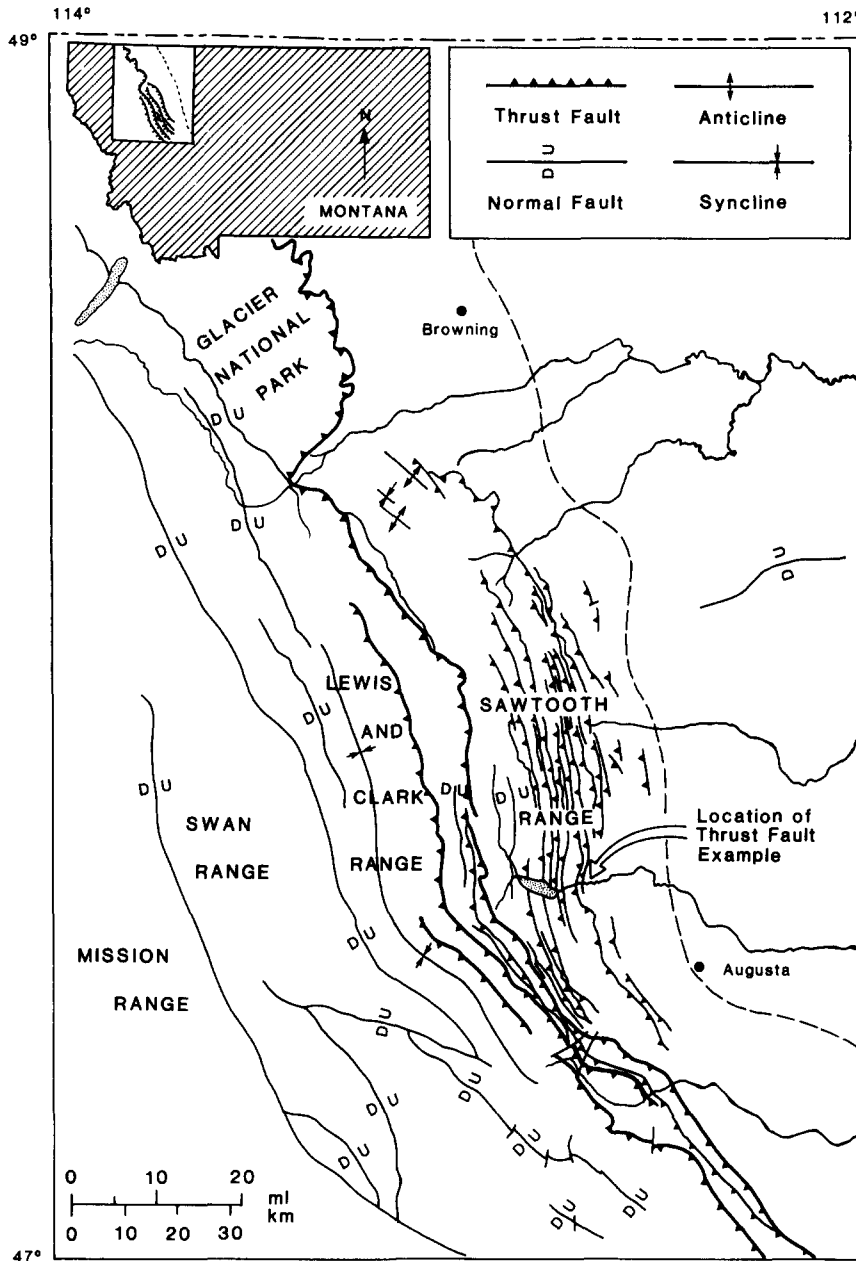 114°
112°
49°
N
MONTANA
Thrust Fault
Anticline
D U
Normal Fault
Syncline
GLACIER
NATIONAL
PARK
Browning
D U
D U
D U
D U
LEWIS
AND
CLARK
RANGE
D U
SAWTOOTH
RANGE
D U
D U
D U
SWAN
RANGE
Location of
Thrust Fault
Example
MISSION
RANGE
D U
Augusta
D U
D U
D U
D U
D U
D/U
D/U
0 10 20
mi
km
0 10 20 30
47°